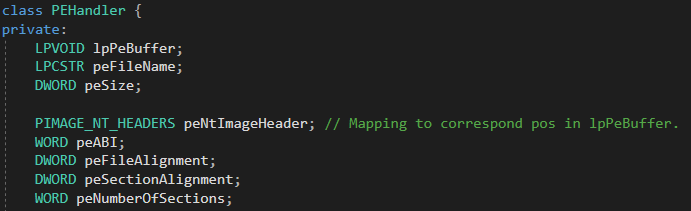 class PEHandler {
private:
    LPVOID lpPeBuffer;
    LPCSTR peFileName;
    DWORD peSize;

    PIMAGE_NT_HEADERS peNtImageHeader; // Mapping to correspond pos in lpPeBuffer.
    WORD peABI;
    DWORD peFileAlignment;
    DWORD peSectionAlignment;
    WORD peNumberOfSections;